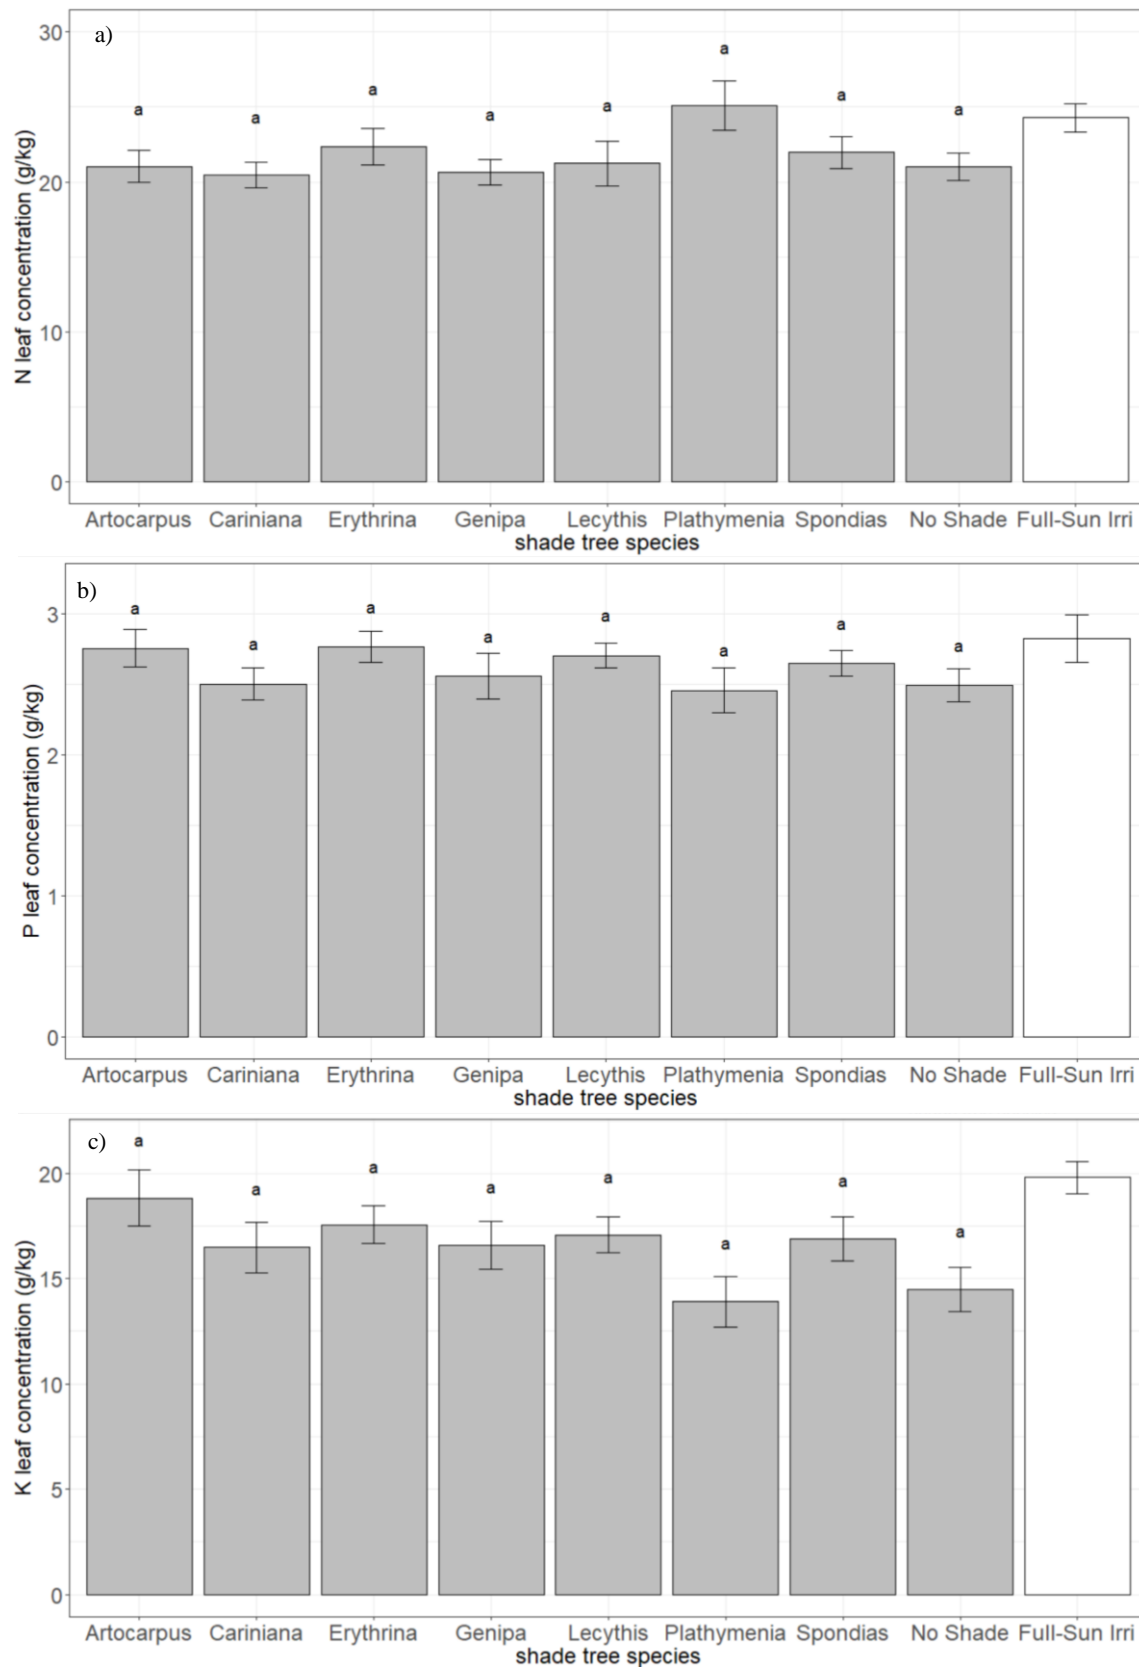 a)
N leaf concentration (g/kg)
30
20
10
0
a a a a a a a a
Artocarpus Cariniana Erythrina Genipa Lecythis Plathymenia Spondias No Shade Full-Sun Irri
shade tree species
b)
P leaf concentration (g/kg)
3
2
1
0
a a a a a a a a
Artocarpus Cariniana Erythrina Genipa Lecythis Plathymenia Spondias No Shade Full-Sun Irri
shade tree species
c)
K leaf concentration (g/kg)
20
15
10
5
0
a a a a a a a a
Artocarpus Cariniana Erythrina Genipa Lecythis Plathymenia Spondias No Shade Full-Sun Irri
shade tree species